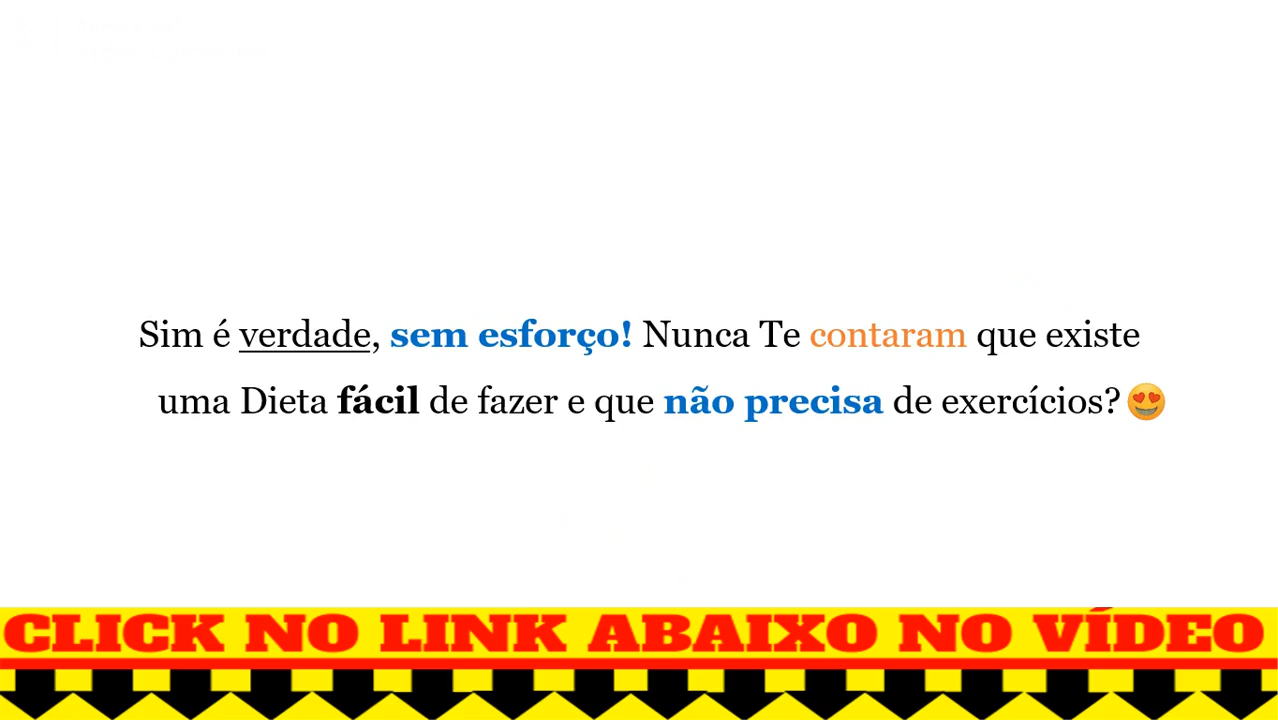 Sim é verdade, sem esforço! Nunca Te contaram que existe
uma Dieta fácil de fazer e que não precisa de exercícios?😍
CLICK NO LINK ABAIXO NO VÍDEO